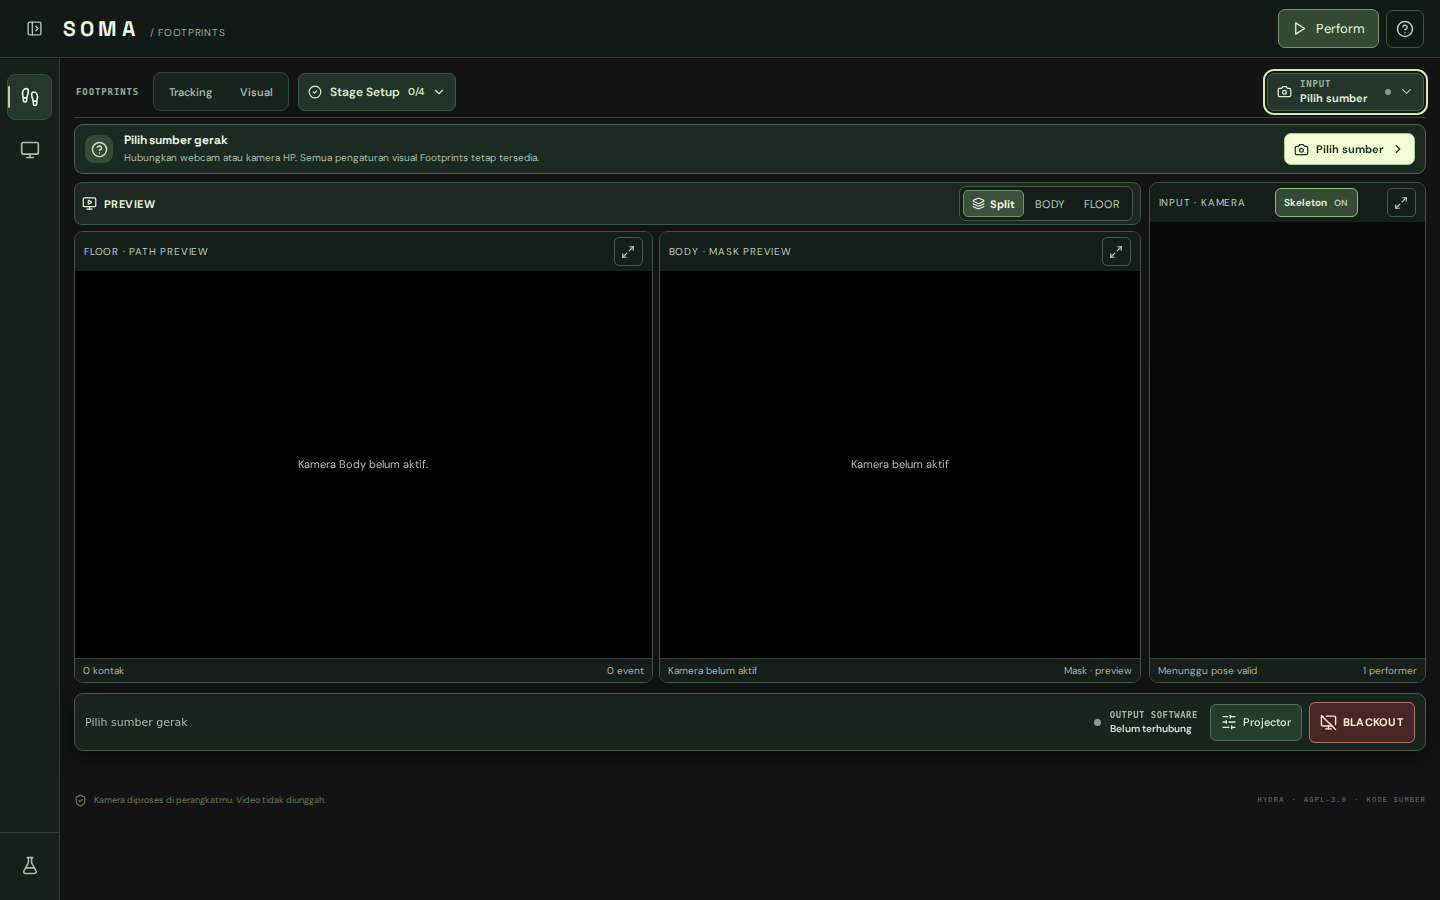 SOMA / FOOTPRINTS
Perform
FOOTPRINTS
Tracking
Visual
Stage Setup 0/4
INPUT
Pilih sumber
Pilih sumber gerak
Hubungkan webcam atau kamera HP. Semua pengaturan visual Footprints tetap tersedia.
Pilih sumber
PREVIEW
Split
BODY
FLOOR
INPUT · KAMERA
Skeleton ON
FLOOR · PATH PREVIEW
BODY · MASK PREVIEW
Kamera Body belum aktif.
Kamera belum aktif
0 kontak
0 event
Kamera belum aktif
Mask · preview
Menunggu pose valid
1 performer
Pilih sumber gerak
OUTPUT SOFTWARE
Belum terhubung
Projector
BLACKOUT
Kamera diproses di perangkatmu. Video tidak diunggah.
HYDRA · AGPL-3.0 · KODE SUMBER